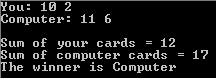 You: 10 2
Computer: 11 6
Sum of your cards = 12
Sum of computer cards = 17
The winner is Computer